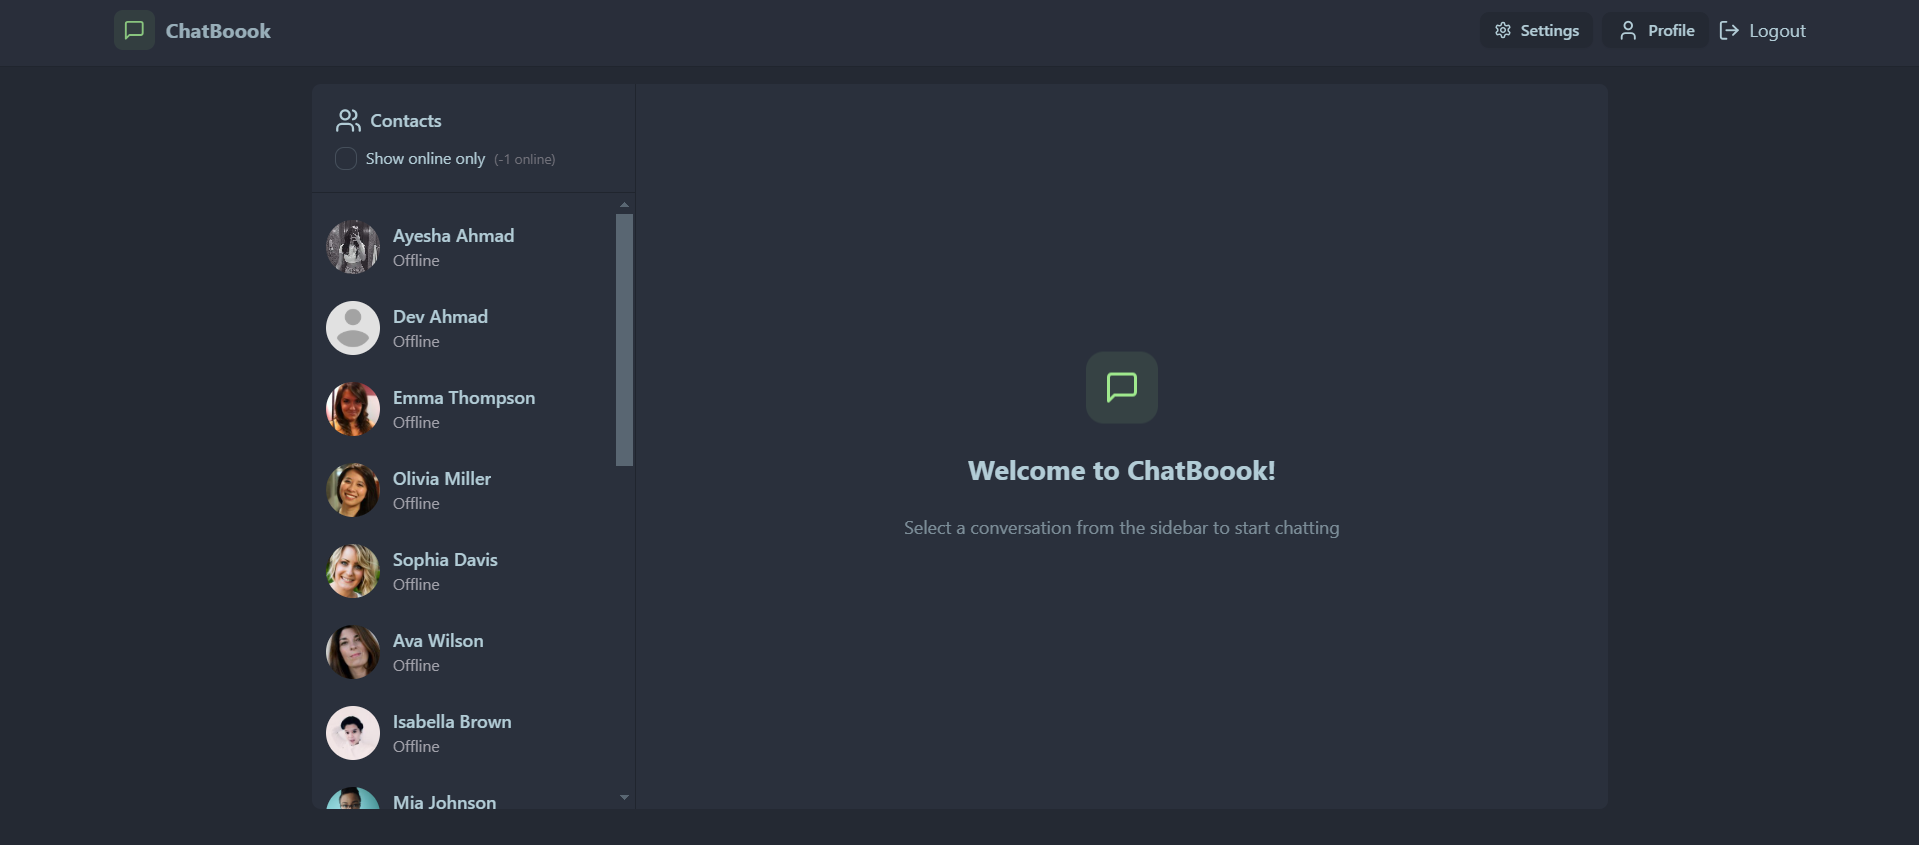 ChatBoook
Settings
Profile
Logout
Contacts
Show online only (-1 online)
Ayesha Ahmad
Offline
Dev Ahmad
Offline
Emma Thompson
Offline
Olivia Miller
Offline
Sophia Davis
Offline
Ava Wilson
Offline
Isabella Brown
Offline
Mia Johnson
Welcome to ChatBoook!
Select a conversation from the sidebar to start chatting